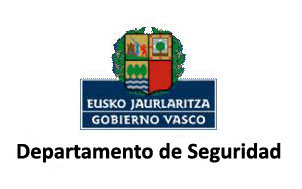 EUSKO JAURLARITZA
GOBIERNO VASCO
Departamento de Seguridad